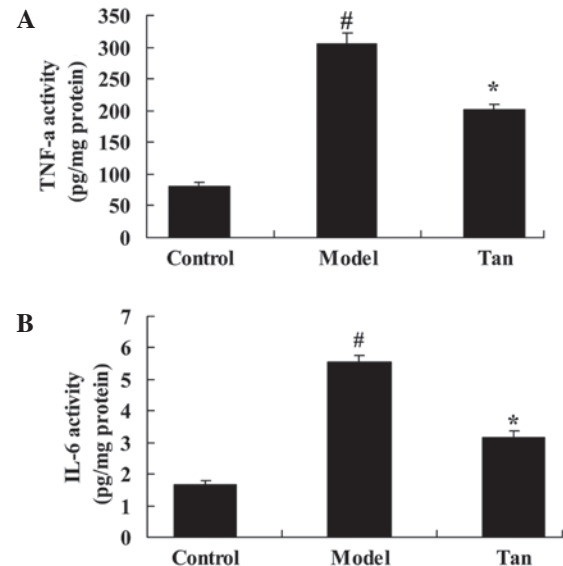 A
TNF-a activity
(pg/mg protein)
350
300
250
200
150
100
50
0
#
*
Control Model Tan
B
IL-6 activity
(pg/mg protein)
7
6
5
4
3
2
1
0
#
*
Control Model Tan